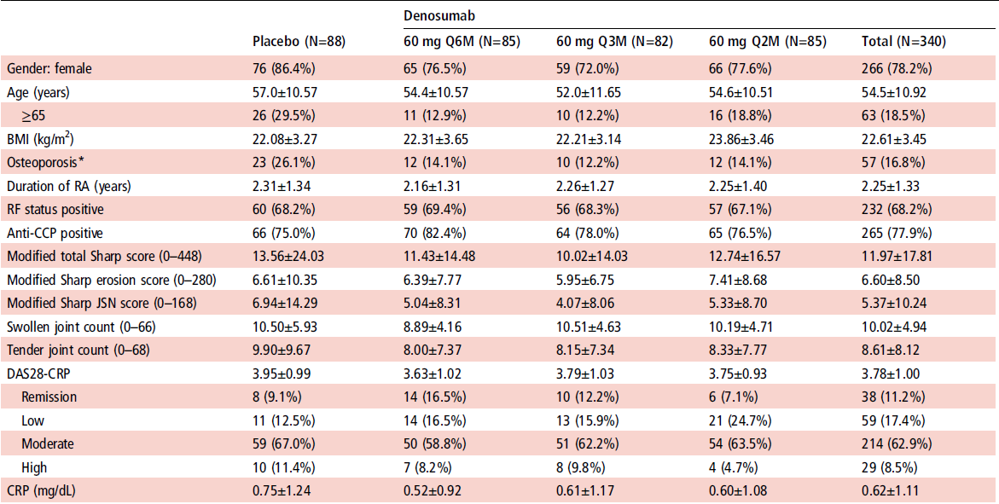 Denosumab
Placebo (N=88) 60 mg Q6M (N=85) 60 mg Q3M (N=82) 60 mg Q2M (N=85) Total (N=340)
Gender: female 76 (86.4%) 65 (76.5%) 59 (72.0%) 66 (77.6%) 266 (78.2%)
Age (years) 57.0±10.57 54.4±10.57 52.0±11.65 54.6±10.51 54.5±10.92
≥65 26 (29.5%) 11 (12.9%) 10 (12.2%) 16 (18.8%) 63 (18.5%)
BMI (kg/m²) 22.08±3.27 22.31±3.65 22.21±3.14 23.86±3.46 22.61±3.45
Osteoporosis* 23 (26.1%) 12 (14.1%) 10 (12.2%) 12 (14.1%) 57 (16.8%)
Duration of RA (years) 2.31±1.34 2.16±1.31 2.26±1.27 2.25±1.40 2.25±1.33
RF status positive 60 (68.2%) 59 (69.4%) 56 (68.3%) 57 (67.1%) 232 (68.2%)
Anti-CCP positive 66 (75.0%) 70 (82.4%) 64 (78.0%) 65 (76.5%) 265 (77.9%)
Modified total Sharp score (0–448) 13.56±24.03 11.43±14.48 10.02±14.03 12.74±16.57 11.97±17.81
Modified Sharp erosion score (0–280) 6.61±10.35 6.39±7.77 5.95±6.75 7.41±8.68 6.60±8.50
Modified Sharp JSN score (0–168) 6.94±14.29 5.04±8.31 4.07±8.06 5.33±8.70 5.37±10.24
Swollen joint count (0–66) 10.50±5.93 8.89±4.16 10.51±4.63 10.19±4.71 10.02±4.94
Tender joint count (0–68) 9.90±9.67 8.00±7.37 8.15±7.34 8.33±7.77 8.61±8.12
DAS28-CRP 3.95±0.99 3.63±1.02 3.79±1.03 3.75±0.93 3.78±1.00
Remission 8 (9.1%) 14 (16.5%) 10 (12.2%) 6 (7.1%) 38 (11.2%)
Low 11 (12.5%) 14 (16.5%) 13 (15.9%) 21 (24.7%) 59 (17.4%)
Moderate 59 (67.0%) 50 (58.8%) 51 (62.2%) 54 (63.5%) 214 (62.9%)
High 10 (11.4%) 7 (8.2%) 8 (9.8%) 4 (4.7%) 29 (8.5%)
CRP (mg/dL) 0.75±1.24 0.52±0.92 0.61±1.17 0.60±1.08 0.62±1.11